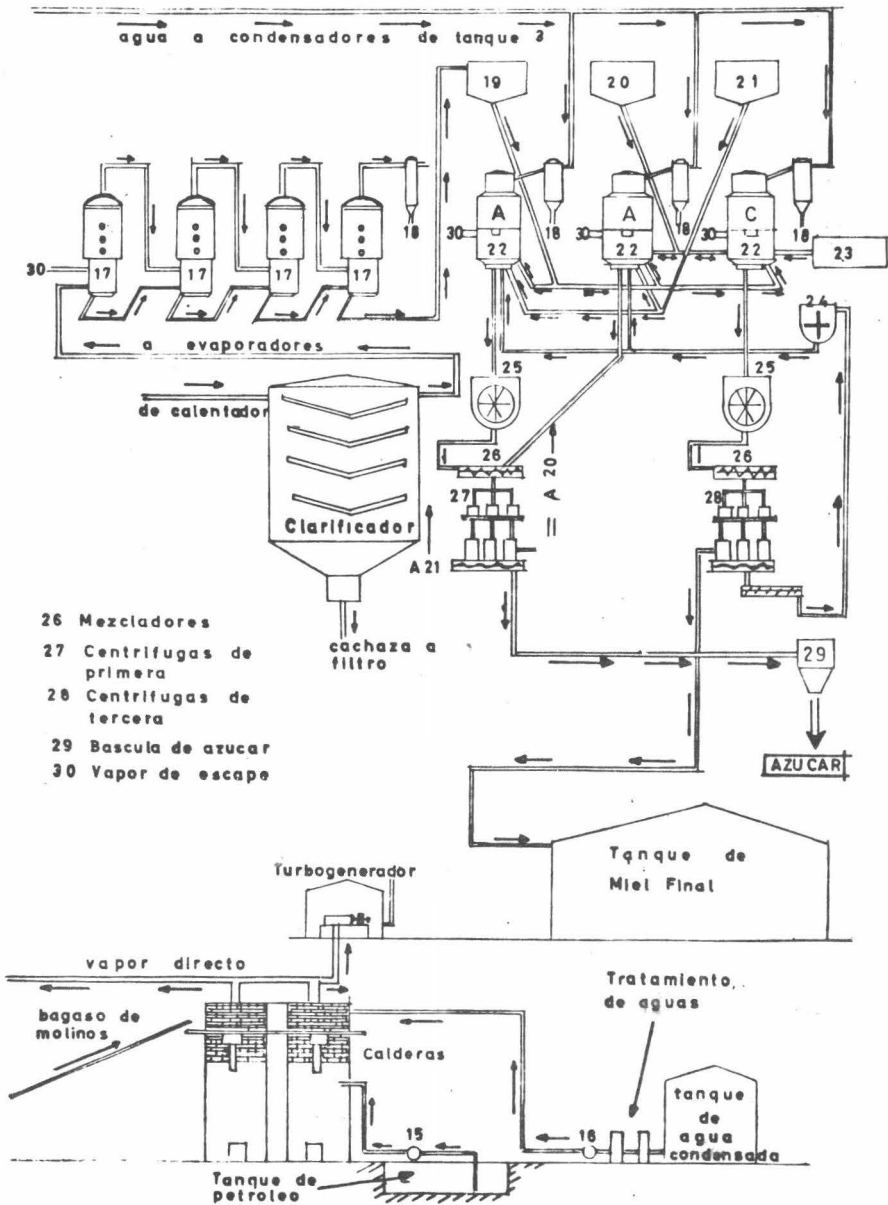 agua a condensadores de tanque 3
19
20
21
A
A
C
18
18
18
18
30
30
30
30
17
17
17
17
22
22
22
23
24
a evaporadores
25
25
de calentador
26
26
= A 20
27
28
Clarificador
A 21
26 Mezcladores
27 Centrifugas de
primera
28 Centrifugas de
tercera
29 Bascula de azucar
30 Vapor de escape
cachaza a
filtro
29
AZUCAR
Tanque de
Miel Final
Turbogenerador
vapor directo
Tratamiento
de aguas
bagaso de
molinos
Calderas
tanque
de
agua
condensada
15
16
Tanque de
petroleo